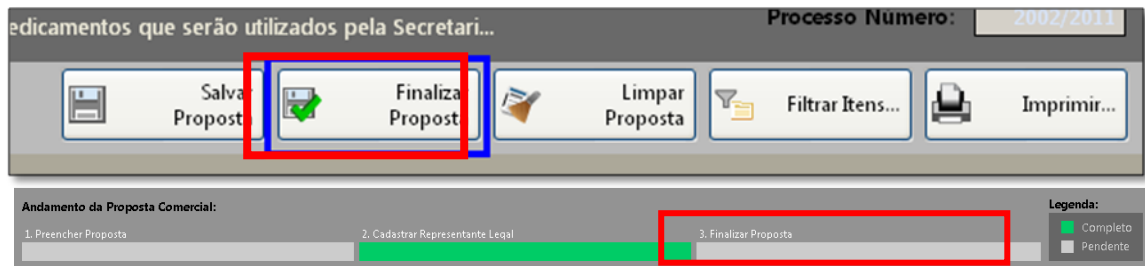 edicamentos que serão utilizados pela Secretari...
Processo Número: 2002/2011
Salvar Proposta
Finalizar Proposta
Limpar Proposta
Filtrar Itens...
Imprimir...
Andamento da Proposta Comercial:
Legenda:
1. Preencher Proposta
2. Cadastrar Representante Legal
3. Finalizar Proposta
Completo
Pendente